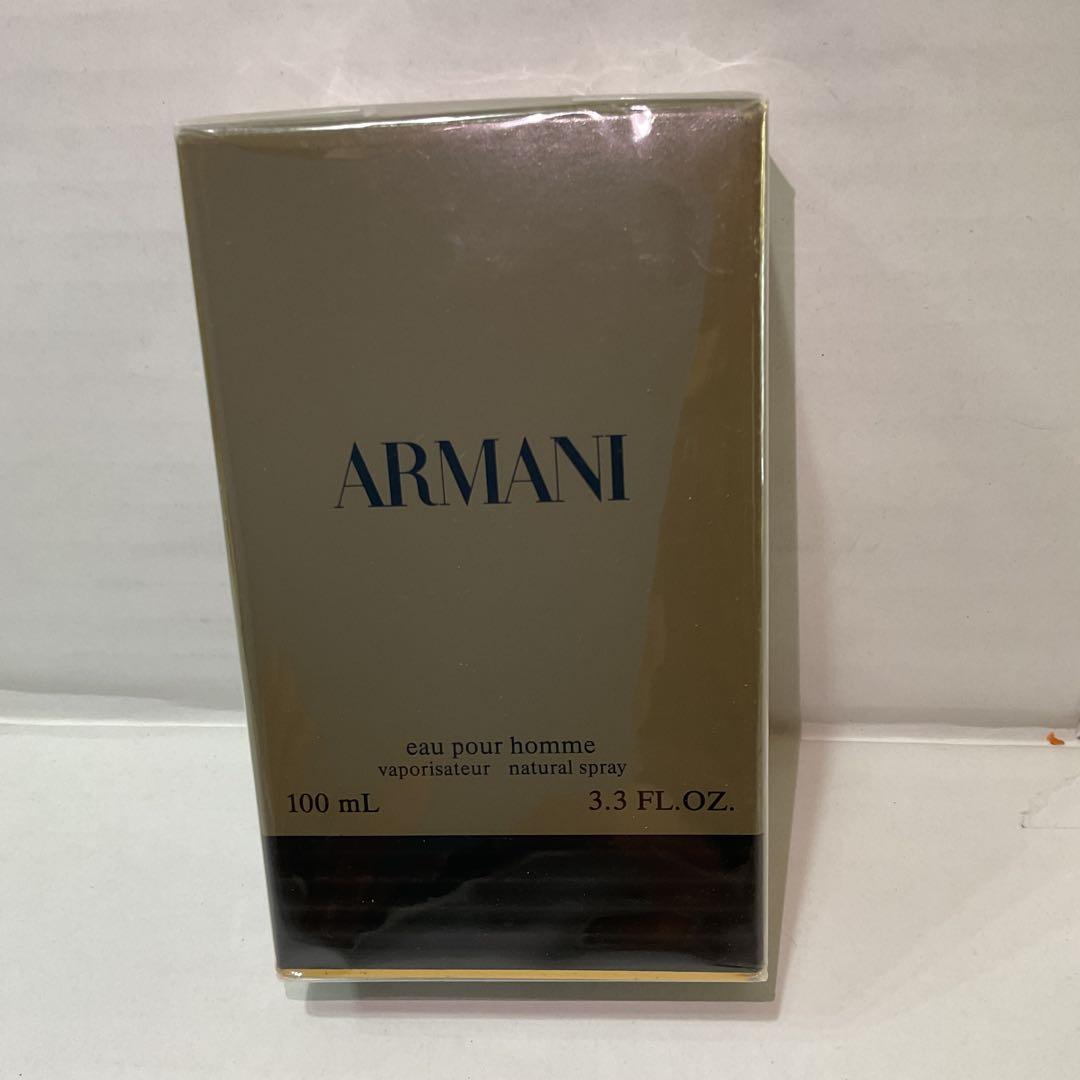 ARMANI
eau pour homme
vaporisateur natural spray
100 mL 3.3 FL.OZ.